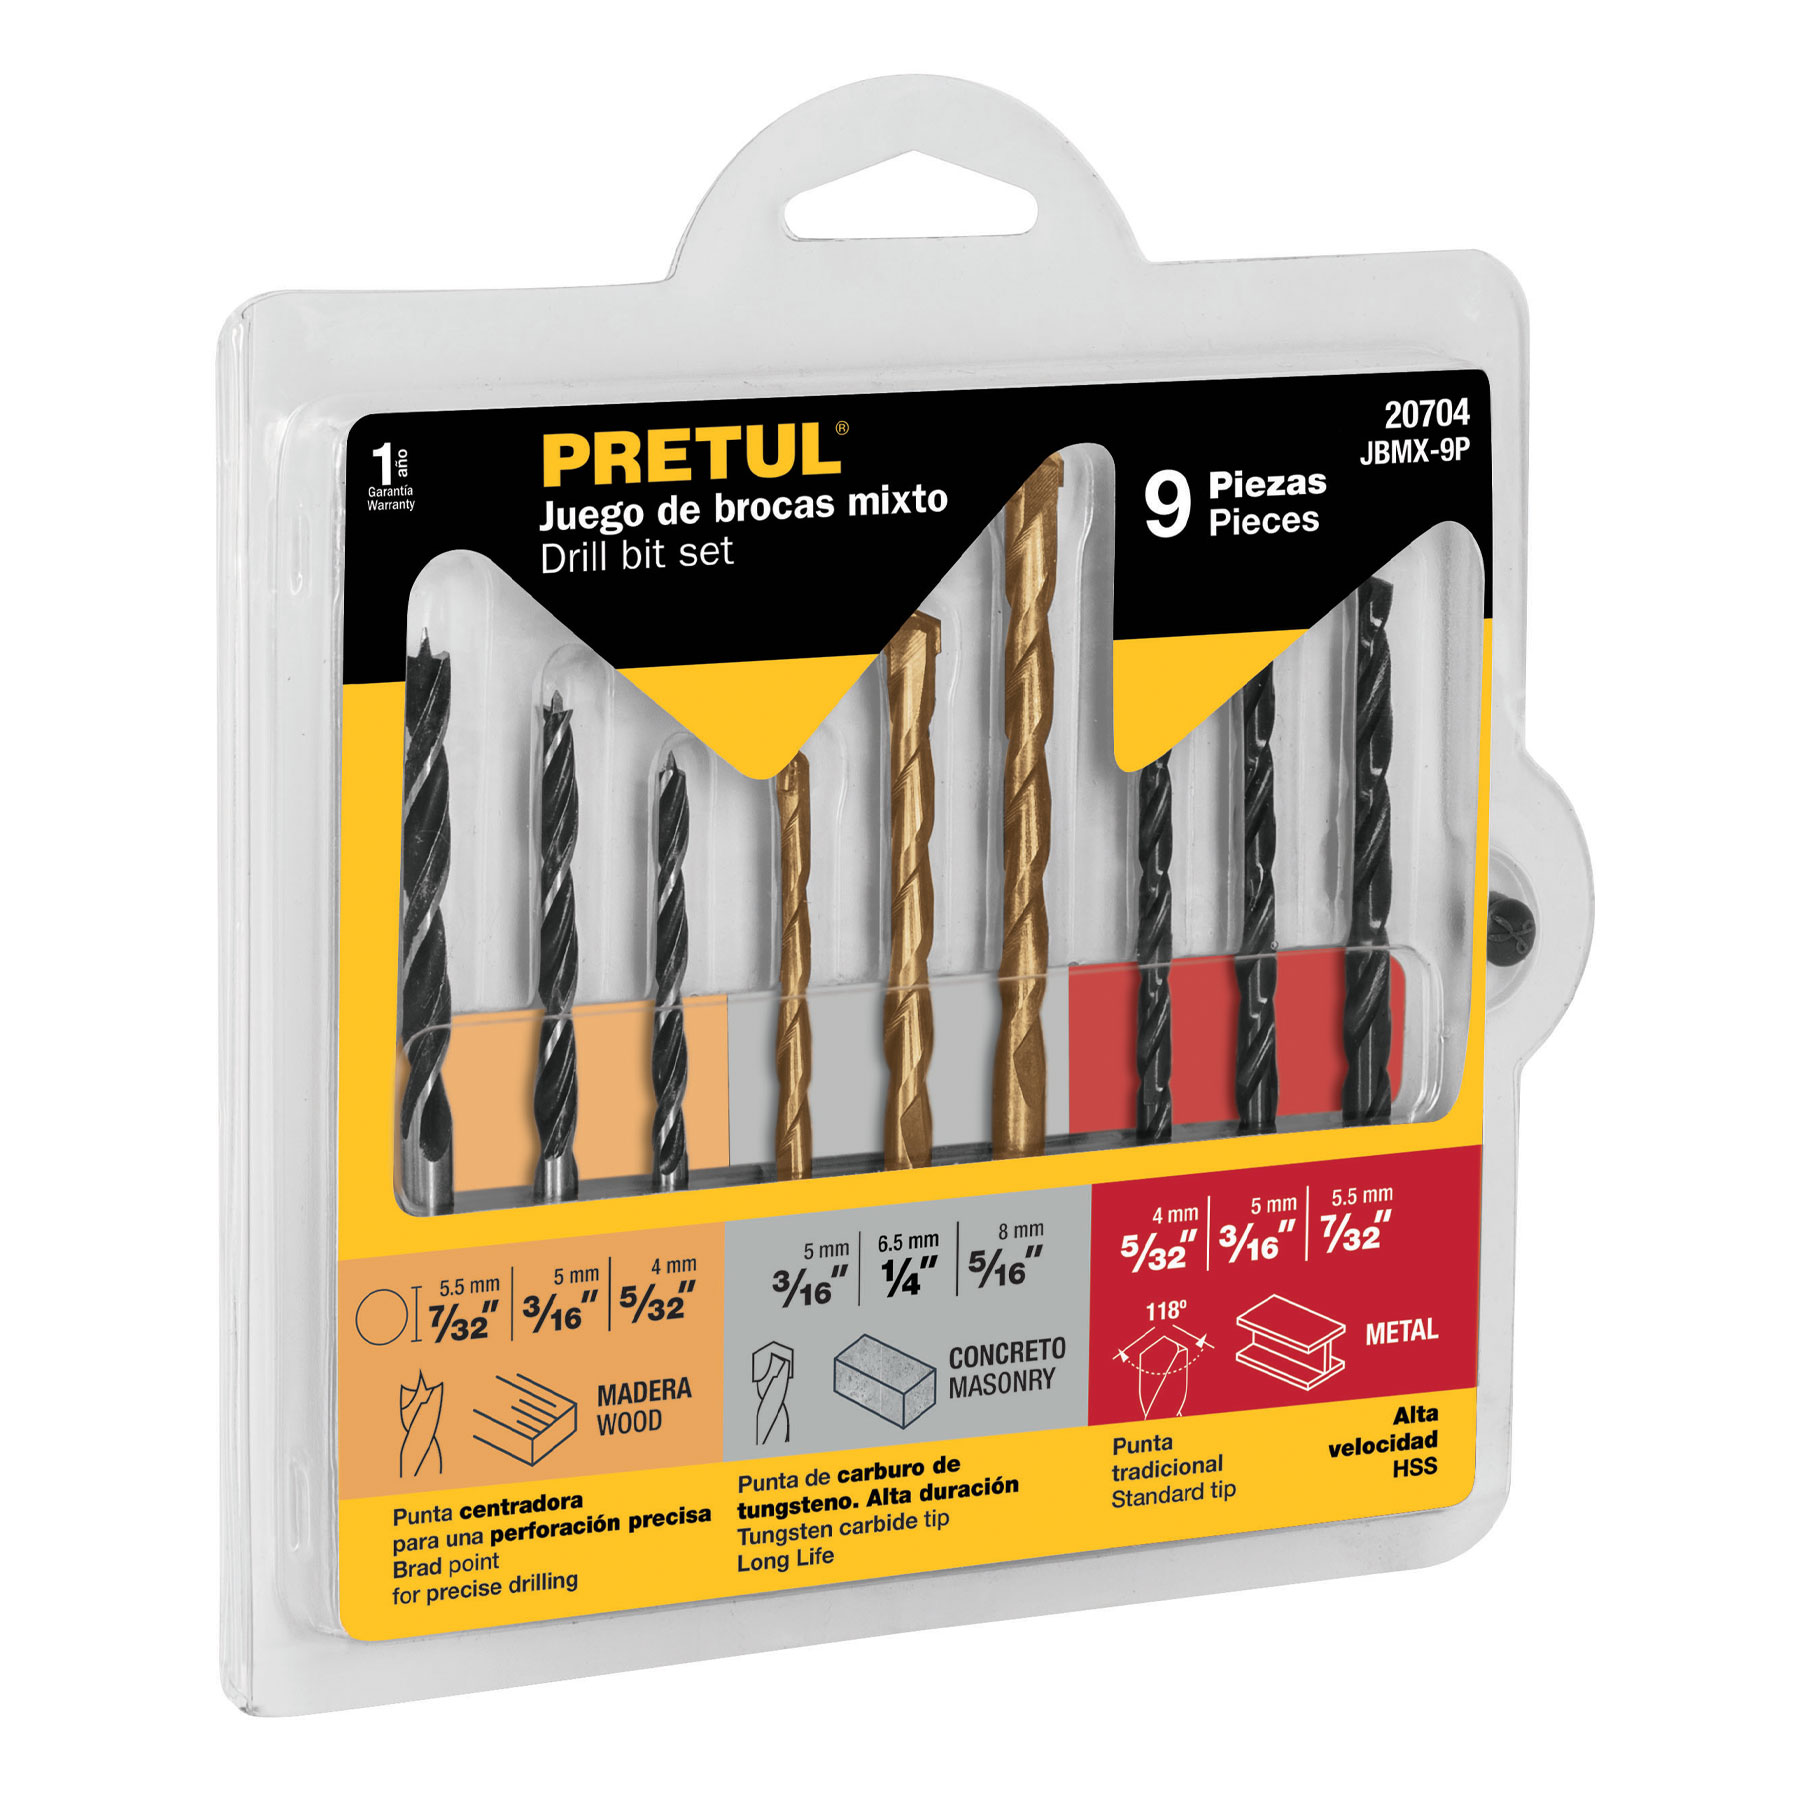 1 año
Garantía
Warranty
PRETUL®
Juego de brocas mixto
Drill bit set
9 Piezas
Pieces
20704
JBMX-9P
5.5 mm 5 mm 4 mm
7/32" 3/16" 5/32"
MADERA
WOOD
Punta centradora
para una perforación precisa
Brad point
for precise drilling
5 mm 6.5 mm 8 mm
3/16" 1/4" 5/16"
CONCRETO
MASONRY
Punta de carburo de
tungsteno. Alta duración
Tungsten carbide tip
Long Life
4 mm 5 mm 5.5 mm
5/32" 3/16" 7/32"
118º
METAL
Punta
tradicional
Standard tip
Alta
velocidad
HSS